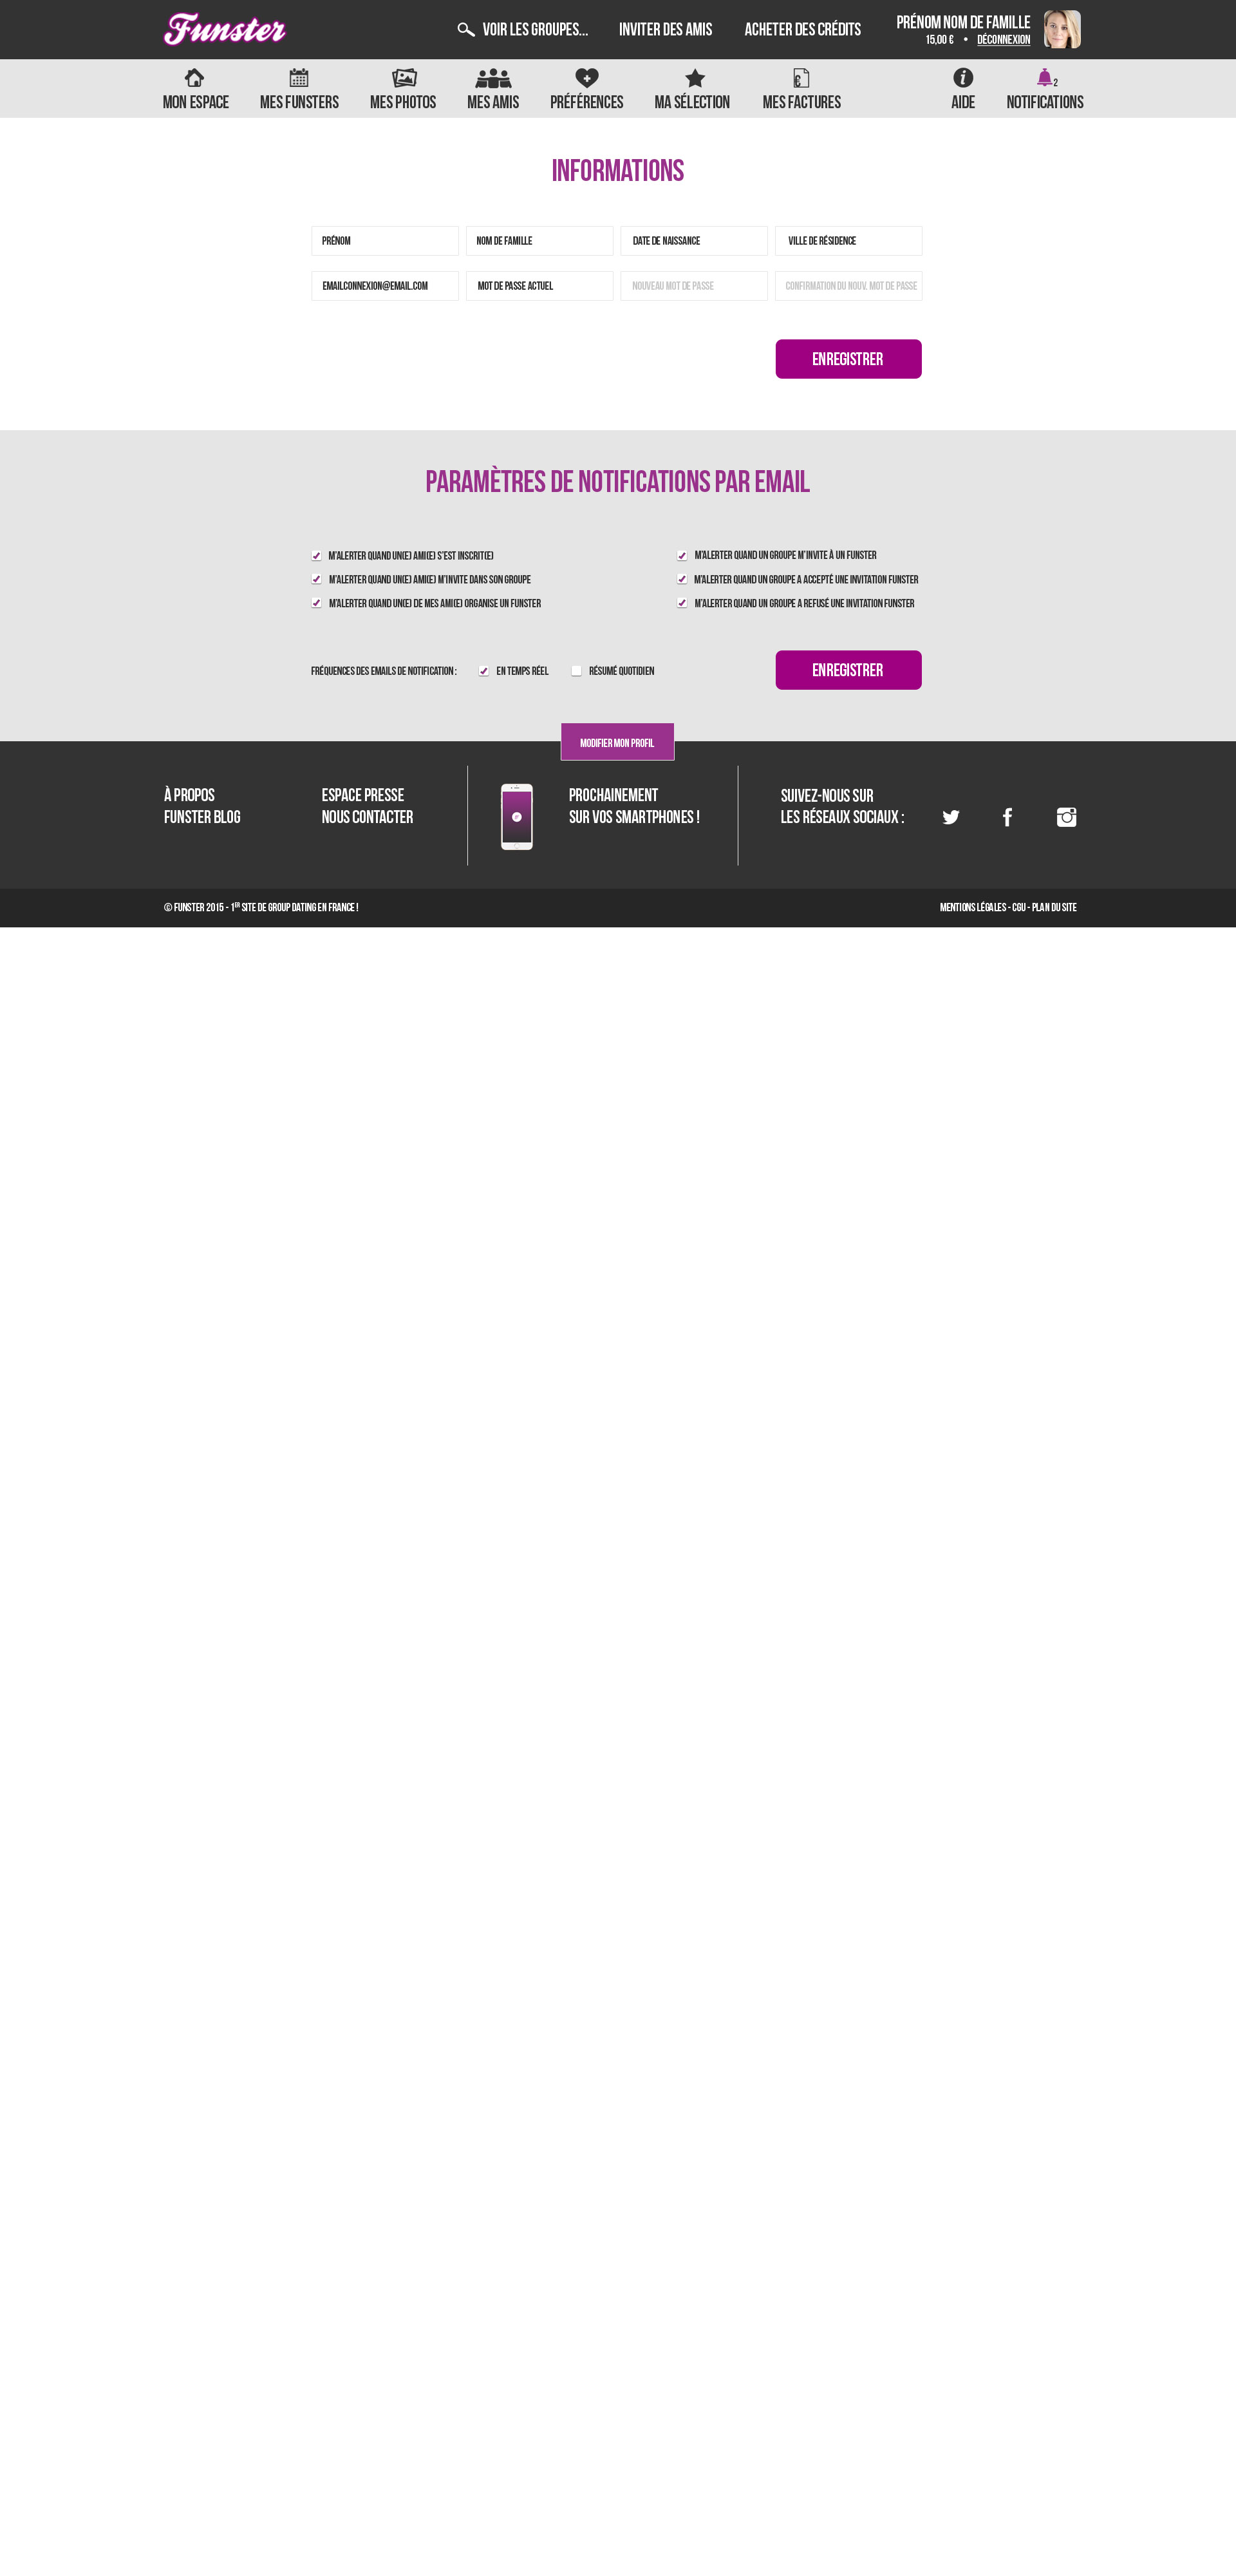 Funster
VOIR LES GROUPES...
INVITER DES AMIS
ACHETER DES CRÉDITS
PRÉNOM NOM DE FAMILLE
15,00 € • DÉCONNEXION
MON ESPACE
MES FUNSTERS
MES PHOTOS
MES AMIS
PRÉFÉRENCES
MA SÉLECTION
€
MES FACTURES
i
AIDE
2
NOTIFICATIONS
INFORMATIONS
PRÉNOM
NOM DE FAMILLE
DATE DE NAISSANCE
VILLE DE RÉSIDENCE
EMAILCONNEXION@EMAIL.COM
MOT DE PASSE ACTUEL
NOUVEAU MOT DE PASSE
CONFIRMATION DU NOUV. MOT DE PASSE
ENREGISTRER
PARAMÈTRES DE NOTIFICATIONS PAR EMAIL
M'ALERTER QUAND UN(E) AMI(E) S'EST INSCRIT(E)
M'ALERTER QUAND UN(E) AMI(E) M'INVITE DANS SON GROUPE
M'ALERTER QUAND UN(E) DE MES AMI(E) ORGANISE UN FUNSTER
M'ALERTER QUAND UN GROUPE M'INVITE À UN FUNSTER
M'ALERTER QUAND UN GROUPE A ACCEPTÉ UNE INVITATION FUNSTER
M'ALERTER QUAND UN GROUPE A REFUSÉ UNE INVITATION FUNSTER
FRÉQUENCES DES EMAILS DE NOTIFICATION :
EN TEMPS RÉEL
RÉSUMÉ QUOTIDIEN
ENREGISTRER
MODIFIER MON PROFIL
À PROPOS
FUNSTER BLOG
ESPACE PRESSE
NOUS CONTACTER
PROCHAINEMENT
SUR VOS SMARTPHONES !
SUIVEZ-NOUS SUR
LES RÉSEAUX SOCIAUX :
© FUNSTER 2015 - 1ER SITE DE GROUP DATING EN FRANCE !
MENTIONS LÉGALES - CGU - PLAN DU SITE